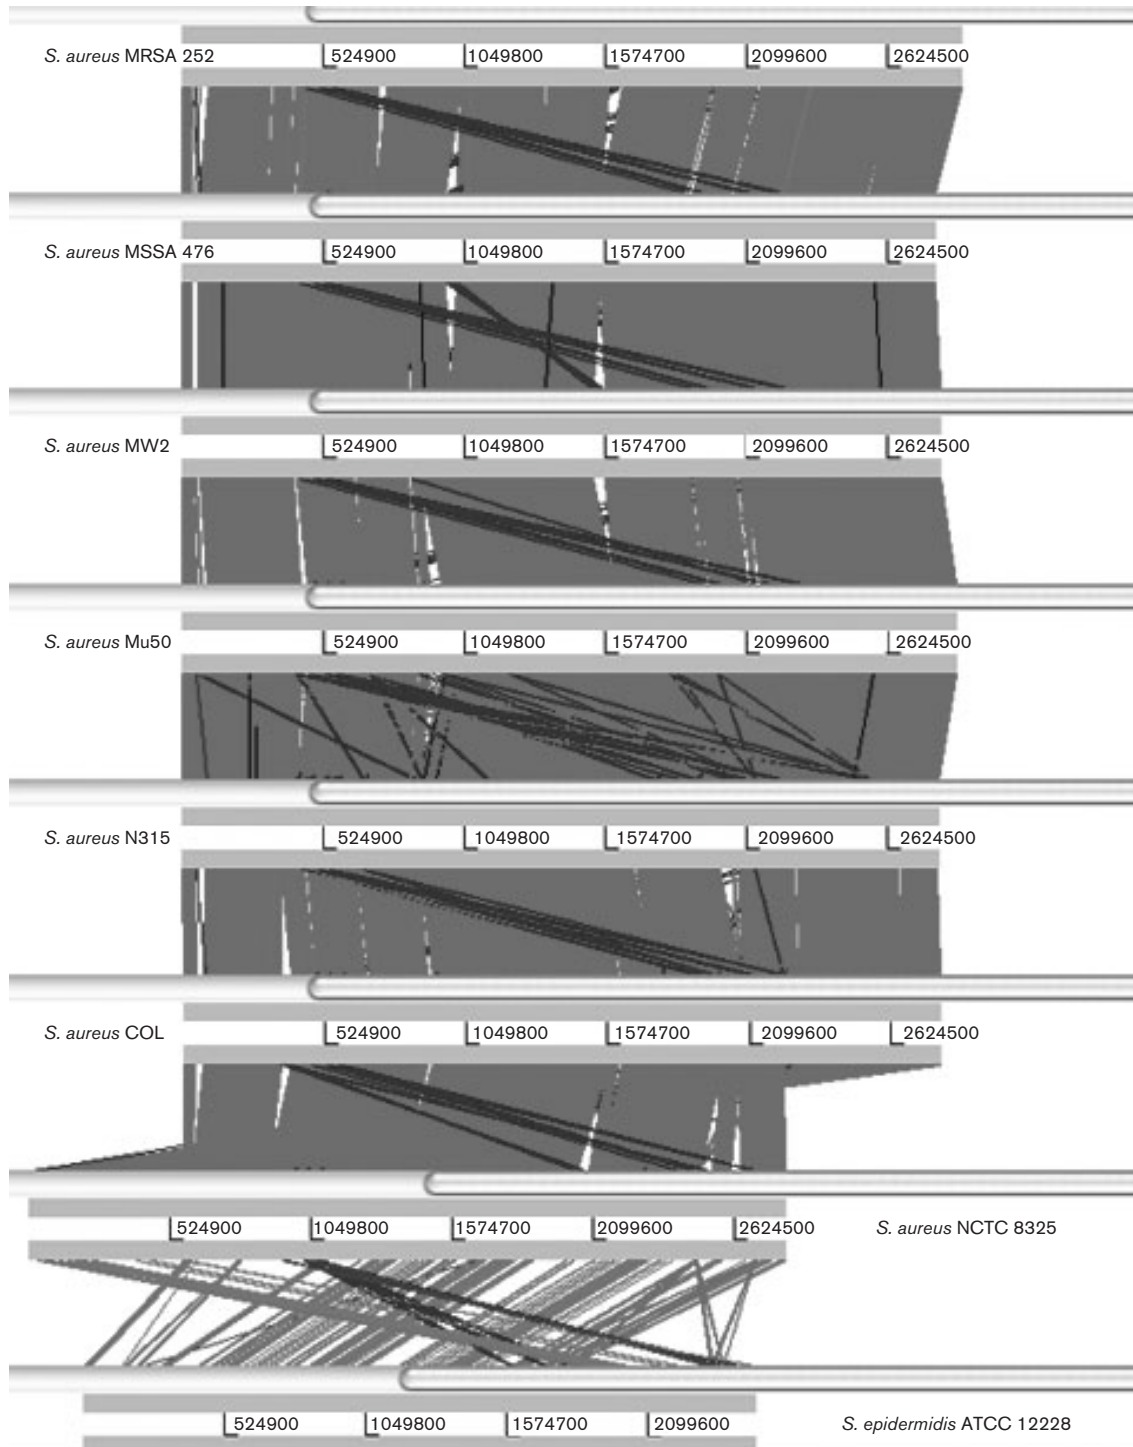 S. aureus MRSA 252 524900 1049800 1574700 2099600 2624500
S. aureus MSSA 476 524900 1049800 1574700 2099600 2624500
S. aureus MW2 524900 1049800 1574700 2099600 2624500
S. aureus Mu50 524900 1049800 1574700 2099600 2624500
S. aureus N315 524900 1049800 1574700 2099600 2624500
S. aureus COL 524900 1049800 1574700 2099600 2624500
524900 1049800 1574700 2099600 2624500 S. aureus NCTC 8325
524900 1049800 1574700 2099600 S. epidermidis ATCC 12228